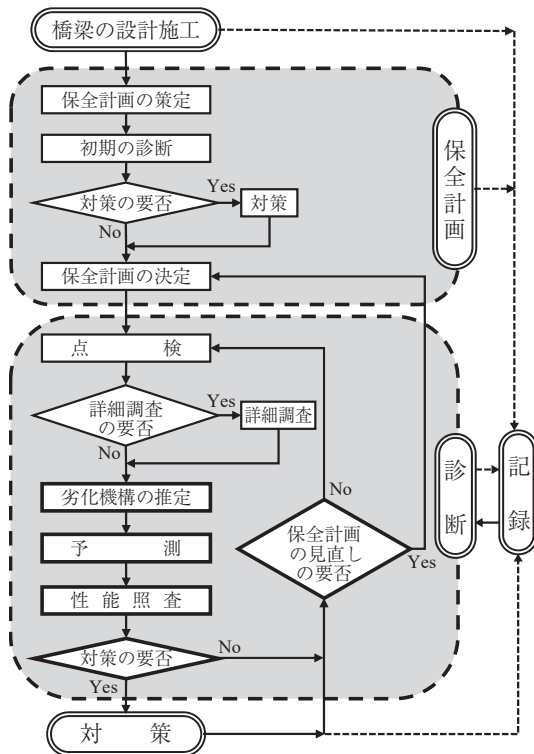 橋梁の設計施工
保全計画の策定
初期の診断
対策の要否
Yes
対策
No
保全計画の決定
保全計画
点検
詳細調査
の要否
Yes
詳細調査
No
劣化機構の推定
予測
性能照査
対策の要否
No
Yes
対策
No
保全計画
の見直し
の要否
Yes
診断
記録